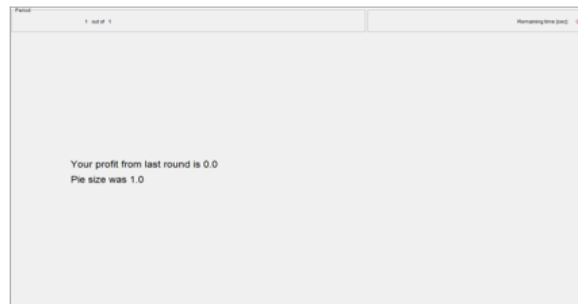 Period
1 out of 1
Remaining time [sec]:
Your profit from last round is 0.0
Pie size was 1.0